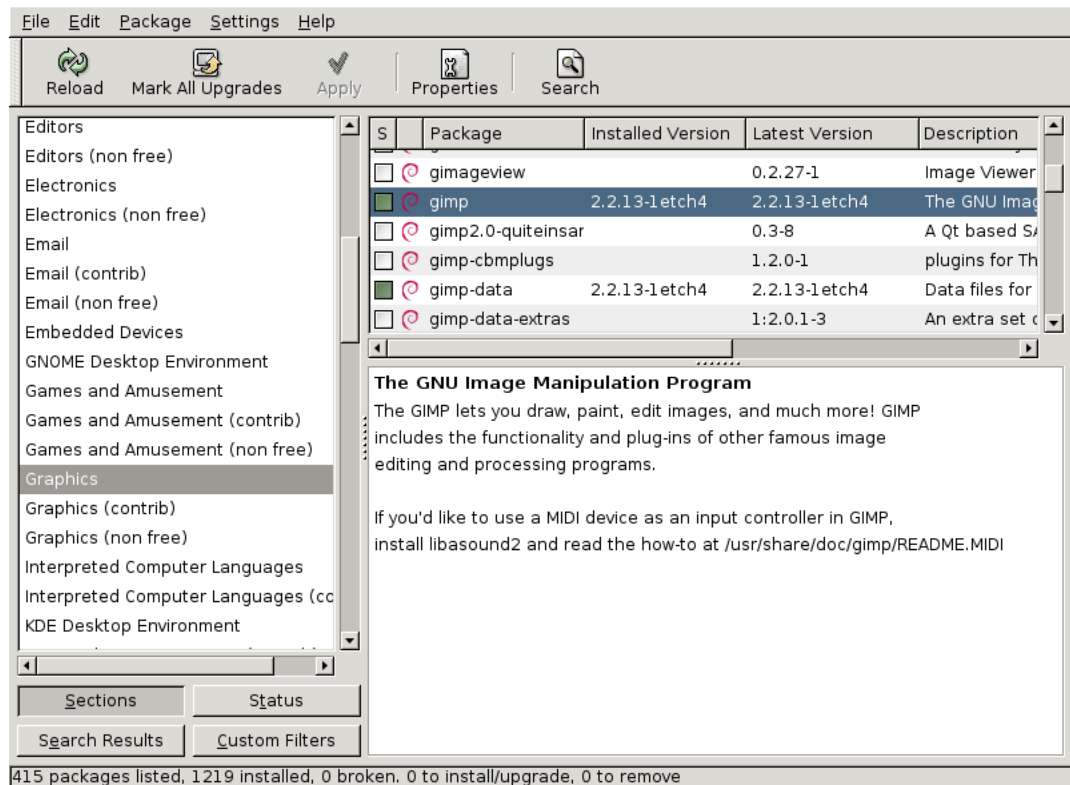 File Edit Package Settings Help
Reload Mark All Upgrades Apply Properties Search
Editors
Editors (non free)
Electronics
Electronics (non free)
Email
Email (contrib)
Email (non free)
Embedded Devices
GNOME Desktop Environment
Games and Amusement
Games and Amusement (contrib)
Games and Amusement (non free)
Graphics
Graphics (contrib)
Graphics (non free)
Interpreted Computer Languages
Interpreted Computer Languages (co
KDE Desktop Environment
Sections Status
Search Results Custom Filters
S Package Installed Version Latest Version Description
gimageview 0.2.27-1 Image Viewer
gimp 2.2.13-1etch4 2.2.13-1etch4 The GNU Imag
gimp2.0-quiteinsar 0.3-8 A Qt based SA
gimp-cbmplugs 1.2.0-1 plugins for Th
gimp-data 2.2.13-1etch4 2.2.13-1etch4 Data files for
gimp-data-extras 1:2.0.1-3 An extra set o
The GNU Image Manipulation Program
The GIMP lets you draw, paint, edit images, and much more! GIMP
includes the functionality and plug-ins of other famous image
editing and processing programs.
If you'd like to use a MIDI device as an input controller in GIMP,
install libasound2 and read the how-to at /usr/share/doc/gimp/README.MIDI
415 packages listed, 1219 installed, 0 broken. 0 to install/upgrade, 0 to remove